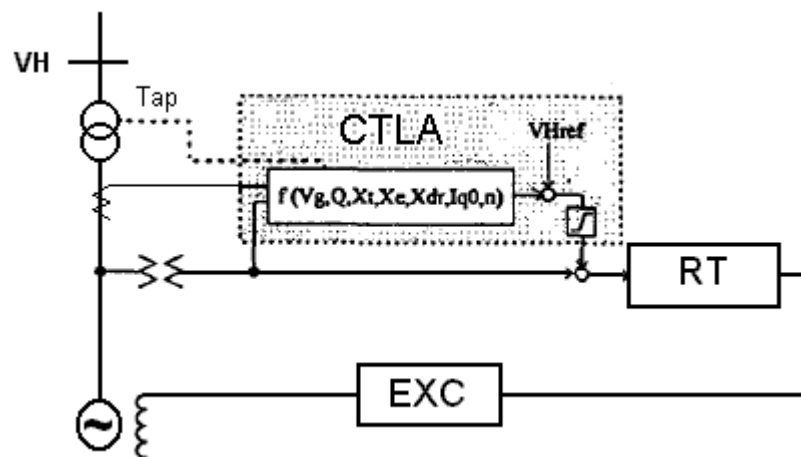 VH
Tap
CTLA
VHref
f (Vg,Q,Xt,Xe,Xdr,Iq0,n)
RT
EXC
~